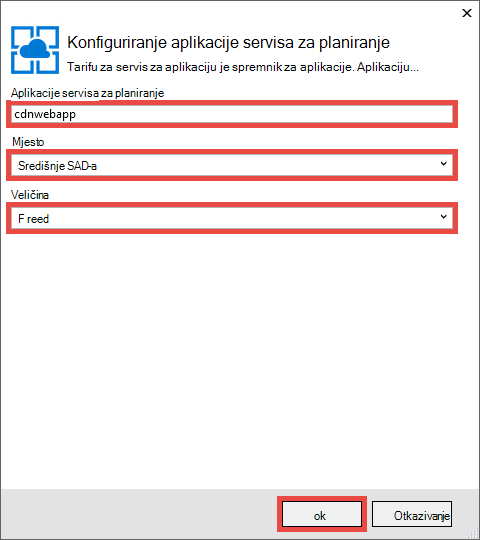 Konfiguriranje aplikacije servisa za planiranje
Tarifu za servis za aplikaciju je spremnik za aplikacije. Aplikaciju...
Aplikacije servisa za planiranje
cdnwebapp
Mjesto
Središnje SAD-a
Veličina
F reed
ok
Otkazivanje